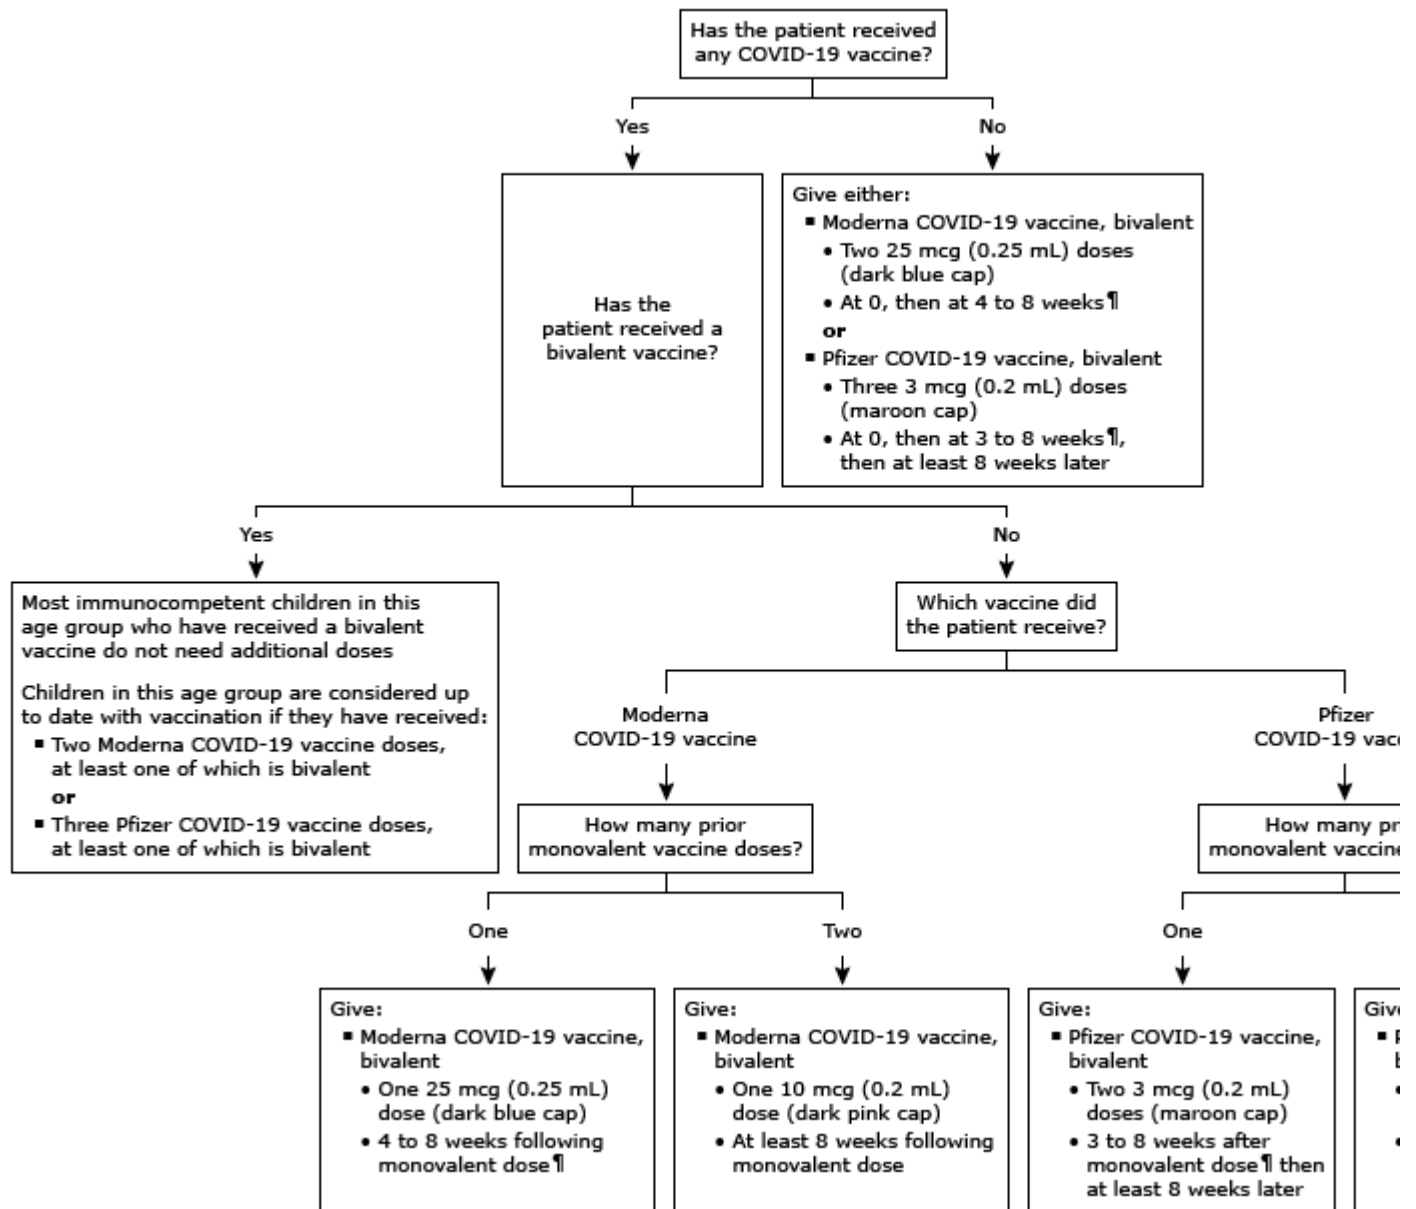 Has the patient received
any COVID-19 vaccine?
Yes
No
Has the
patient received a
bivalent vaccine?
Give either:
▪ Moderna COVID-19 vaccine, bivalent
• Two 25 mcg (0.25 mL) doses
(dark blue cap)
• At 0, then at 4 to 8 weeks¶
or
▪ Pfizer COVID-19 vaccine, bivalent
• Three 3 mcg (0.2 mL) doses
(maroon cap)
• At 0, then at 3 to 8 weeks¶,
then at least 8 weeks later
Yes
No
Most immunocompetent children in this
age group who have received a bivalent
vaccine do not need additional doses
Children in this age group are considered up
to date with vaccination if they have received:
▪ Two Moderna COVID-19 vaccine doses,
at least one of which is bivalent
or
▪ Three Pfizer COVID-19 vaccine doses,
at least one of which is bivalent
Which vaccine did
the patient receive?
Moderna
COVID-19 vaccine
Pfizer
COVID-19
How many prior
monovalent vaccine doses?
How many
monovalent vaccine
One
Two
One
Give:
▪ Moderna COVID-19 vaccine,
bivalent
• One 25 mcg (0.25 mL)
dose (dark blue cap)
• 4 to 8 weeks following
monovalent dose¶
Give:
▪ Moderna COVID-19 vaccine,
bivalent
• One 10 mcg (0.2 mL)
dose (dark pink cap)
• At least 8 weeks following
monovalent dose
Give:
▪ Pfizer COVID-19 vaccine,
bivalent
• Two 3 mcg (0.2 mL)
doses (maroon cap)
• 3 to 8 weeks after
monovalent dose¶ then
at least 8 weeks later